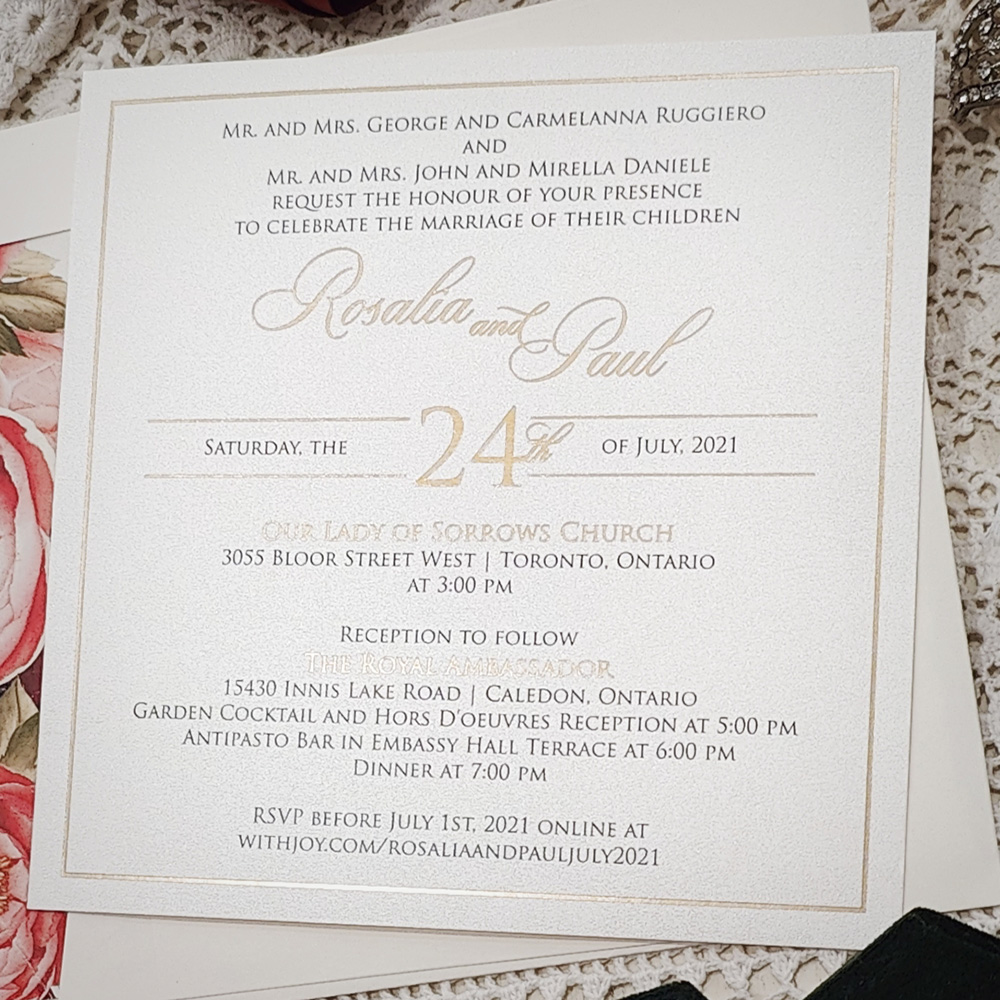 Mr. and Mrs. George and Carmelanna Ruggiero
and
Mr. and Mrs. John and Mirella Daniele
request the honour of your presence
to celebrate the marriage of their children
Rosalia and Paul
Saturday, the 24th of July, 2021
Our Lady of Sorrows Church
3055 Bloor Street West | Toronto, Ontario
at 3:00 pm
Reception to follow
The Royal Ambassador
15430 Innis Lake Road | Caledon, Ontario
Garden Cocktail and Hors D'oeuvres Reception at 5:00 pm
Antipasto Bar in Embassy Hall Terrace at 6:00 pm
Dinner at 7:00 pm
RSVP before July 1st, 2021 online at
withjoy.com/rosaliaandpauljuly2021